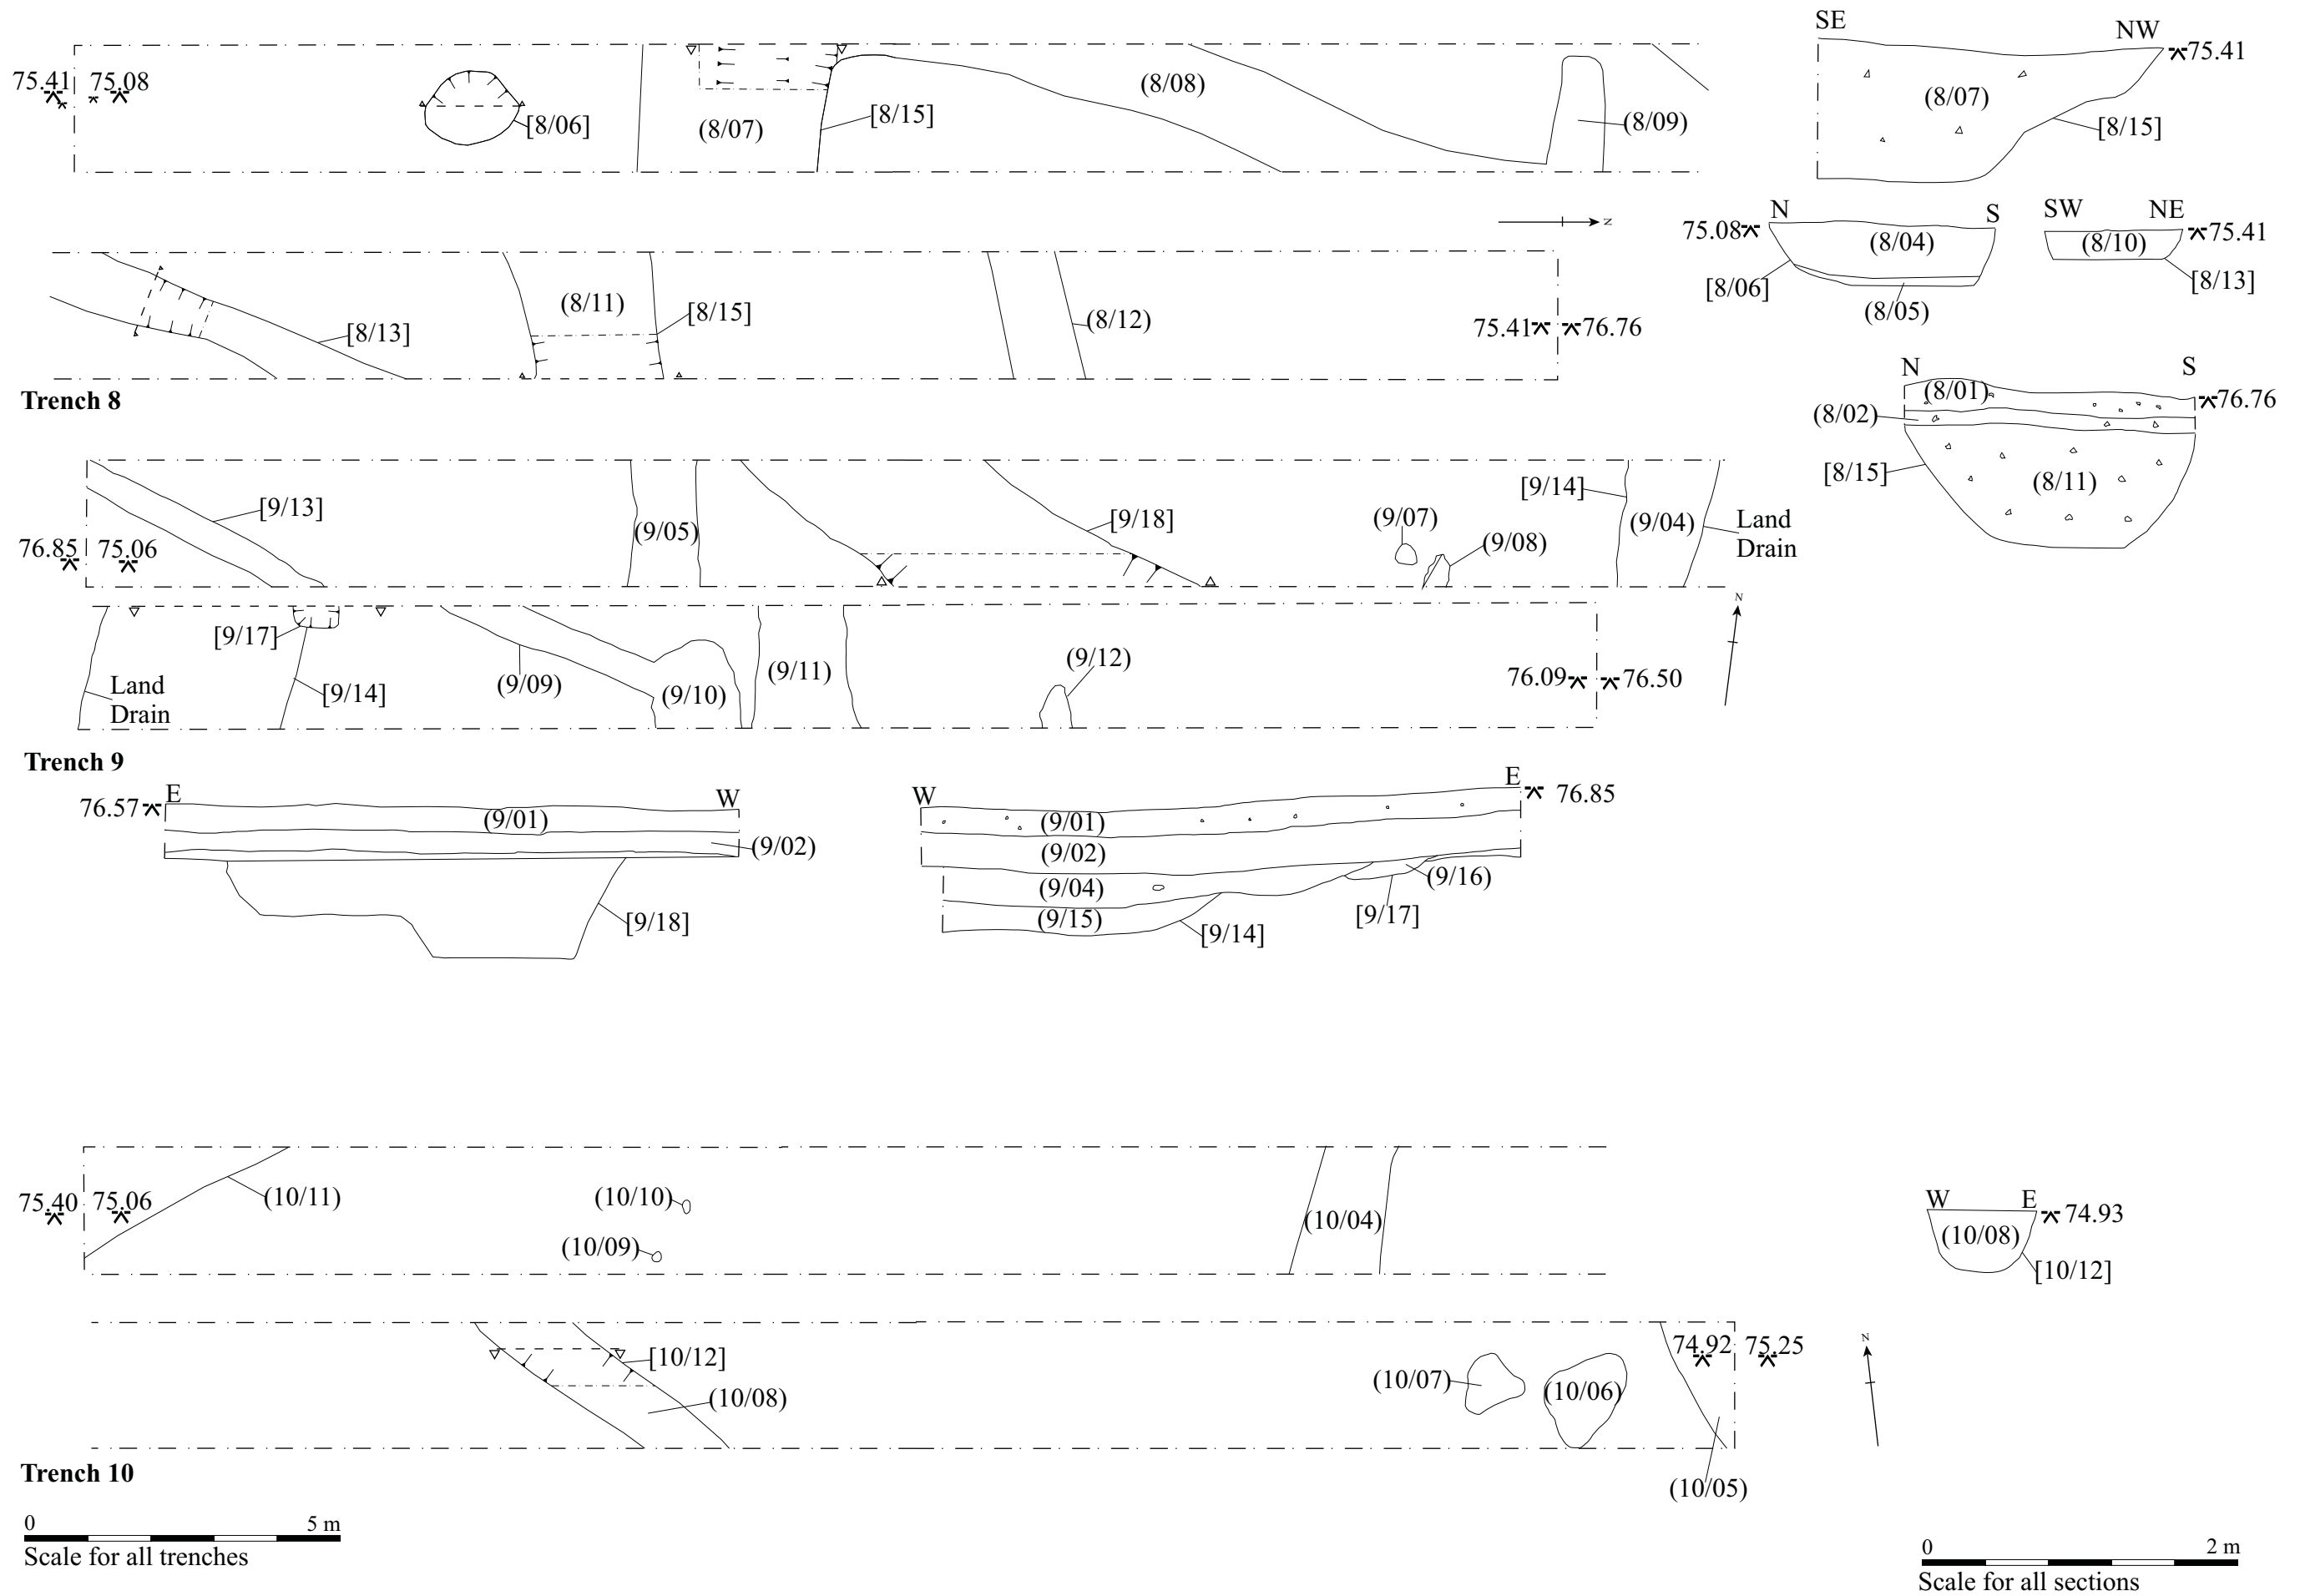 SE
NW
75.41
75.08
75.41
(8/08)
(8/07)
[8/06]
(8/07)
[8/15]
(8/09)
[8/15]
N
N
S
SW
NE
75.08
(8/04)
(8/10)
75.41
[8/06]
(8/05)
[8/13]
(8/11)
[8/15]
[8/13]
(8/12)
75.41
76.76
Trench 8
N
S
(8/01)
76.76
(8/02)
[8/15]
(8/11)
[9/13]
(9/05)
[9/18]
(9/07)
(9/08)
[9/14]
(9/04)
Land
Drain
76.85
75.06
N
[9/17]
Land
Drain
[9/14]
(9/09)
(9/10)
(9/11)
(9/12)
76.09
76.50
Trench 9
76.57
E
W
(9/01)
(9/02)
[9/18]
W
E
76.85
(9/01)
(9/02)
(9/04)
(9/16)
(9/15)
[9/14]
[9/17]
75.40
75.06
(10/11)
(10/10)
(10/09)
(10/04)
W
E
74.93
(10/08)
[10/12]
[10/12]
(10/08)
(10/07)
(10/06)
74.92
75.25
N
(10/05)
Trench 10
0
5 m
Scale for all trenches
0
2 m
Scale for all sections